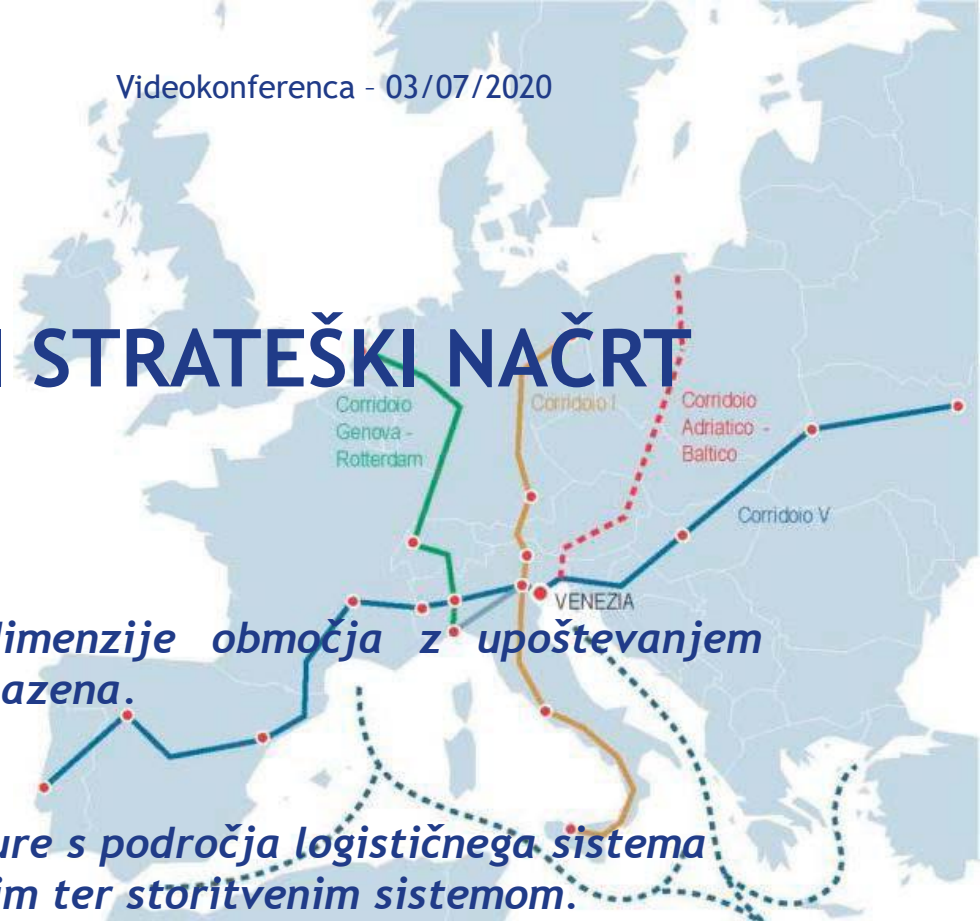 Videokonferenca – 03/07/2020
STRATEŠKI NAČRT
Corridoio
Genova -
Rotterdam
Corridoio I
Corridoio
Adriatico -
Baltico
Corridoio V
VENEZIA
dimenzije območja z upoštevanjem
azena.
ure s področja logističnega sistema
im ter storitvenim sistemom.